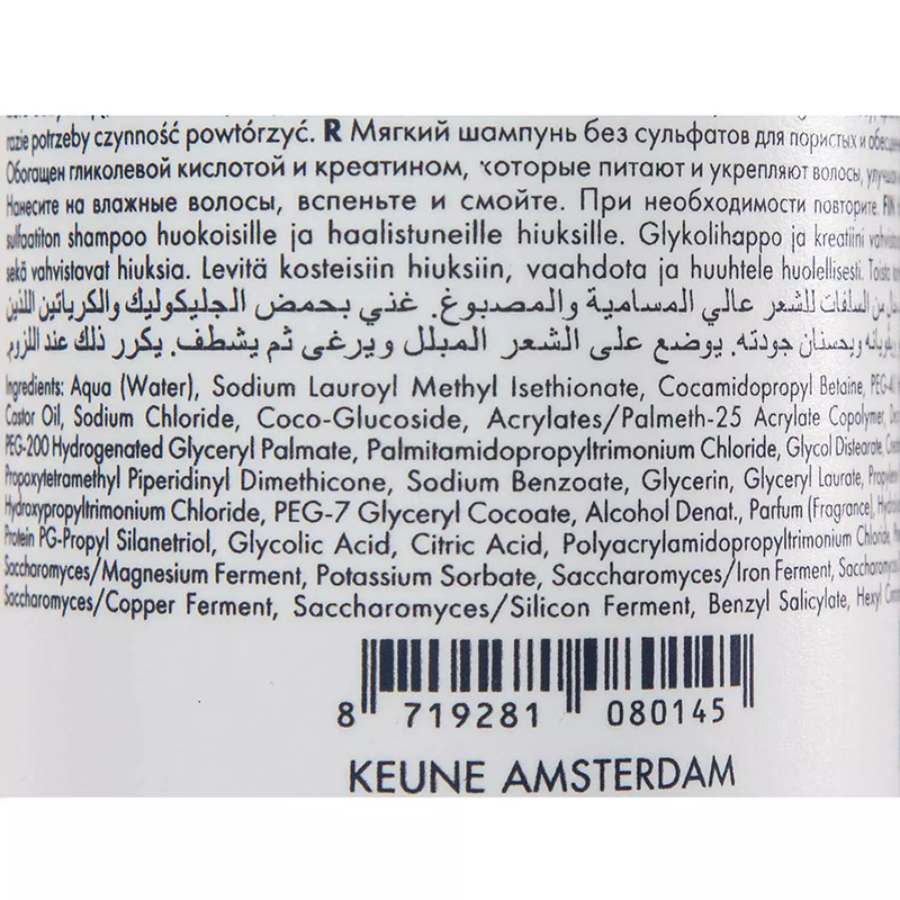 razie potrzeby czynność powtórzyć. R Мягкий шампунь без сульфатов для пористых и
Обогащен гликолевой кислотой и креатином, которые питают и укрепляют волосы,
Нанесите на влажные волосы, вспеньте и смойте. При необходимости повторите. FIN
sulfaatiton shampoo huokoisille ja haalistuneille hiuksille. Glykolihappo ja kreatiini
sekä vahvistavat hiuksia. Levitä kosteisiin hiuksiin, vaahdota ja huuhtele huolellisesti. Toista
من السلفات للشعر عالي المسامية والمصبوغ. غني بحمض الجليكوليك والكرياتين اللذين
ويحسنان جودته. يوضع على الشعر المبلل ويرغى ثم يشطف. يكرر ذلك عند اللزوم
Ingredients: Aqua (Water), Sodium Lauroyl Methyl Isethionate, Cocamidopropyl Betaine,
Castor Oil, Sodium Chloride, Coco-Glucoside, Acrylates/Palmeth-25 Acrylate Copolymer,
PEG-200 Hydrogenated Glyceryl Palmate, Palmitamidopropyltrimonium Chloride, Glycol Distearate,
Propoxytetramethyl Piperidinyl Dimethicone, Sodium Benzoate, Glycerin, Glyceryl Laurate,
Hydroxypropyltrimonium Chloride, PEG-7 Glyceryl Cocoate, Alcohol Denat., Parfum (Fragrance),
Protein PG-Propyl Silanetriol, Glycolic Acid, Citric Acid, Polyacrylamidopropyltrimonium Chloride,
Saccharomyces/Magnesium Ferment, Potassium Sorbate, Saccharomyces/Iron Ferment,
Saccharomyces/Copper Ferment, Saccharomyces/Silicon Ferment, Benzyl Salicylate, Hexyl
8 719281 080145
KEUNE AMSTERDAM